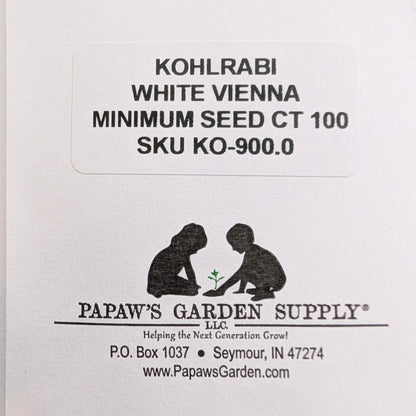 KOHLRABI
WHITE VIENNA
MINIMUM SEED CT 100
SKU KO-900.0
PAPAW'S GARDEN SUPPLY®
LLC.
Helping the Next Generation Grow!
P.O. Box 1037 ● Seymour, IN 47274
www.PapawsGarden.com